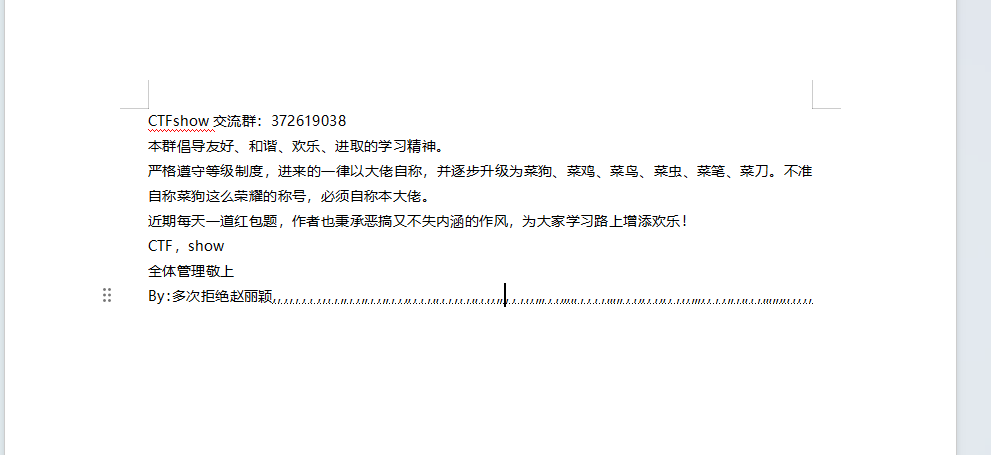 CTFshow 交流群：372619038
本群倡导友好、和谐、欢乐、进取的学习精神。
严格遵守等级制度，进来的一律以大佬自称，并逐步升级为菜狗、菜鸡、菜鸟、菜虫、菜笔、菜刀。不准
自称菜狗这么荣耀的称号，必须自称本大佬。
近期每天一道红包题，作者也秉承恶搞又不失内涵的作风，为大家学习路上增添欢乐！
CTF，show
全体管理敬上
By:多次拒绝赵丽颖